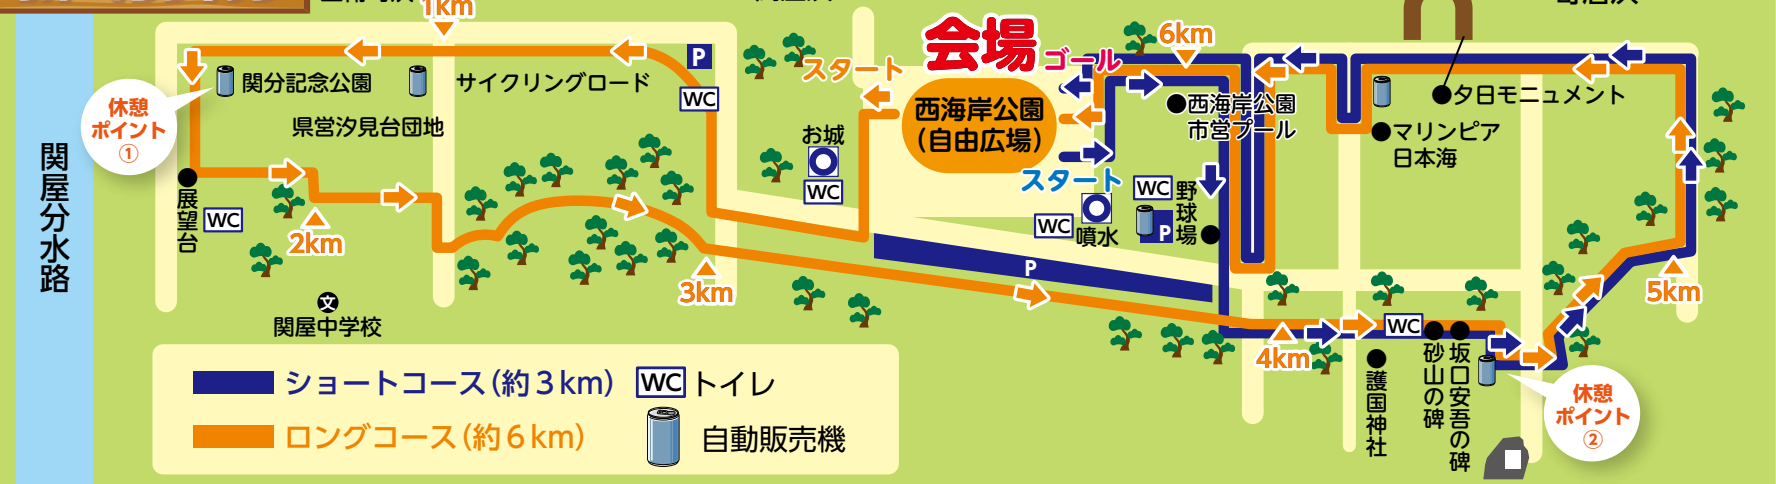 1km
関屋分水路
休憩
ポイント
①
関分記念公園
サイクリングロード
県営汐見台団地
P
WC
展望台
WC
2km
関屋中学校
文
3km
お城
WC
スタート
会場
ゴール
西海岸公園
(自由広場)
スタート
6km
●西海岸公園
市営プール
WC
野球場
P
WC
噴水
P
●夕日モニュメント
●マリンピア
日本海
5km
4km
WC
護国神社
砂山の碑
坂口安吾の碑
休憩
ポイント
②
ショートコース(約3km)
WC トイレ
ロングコース(約6km)
自動販売機